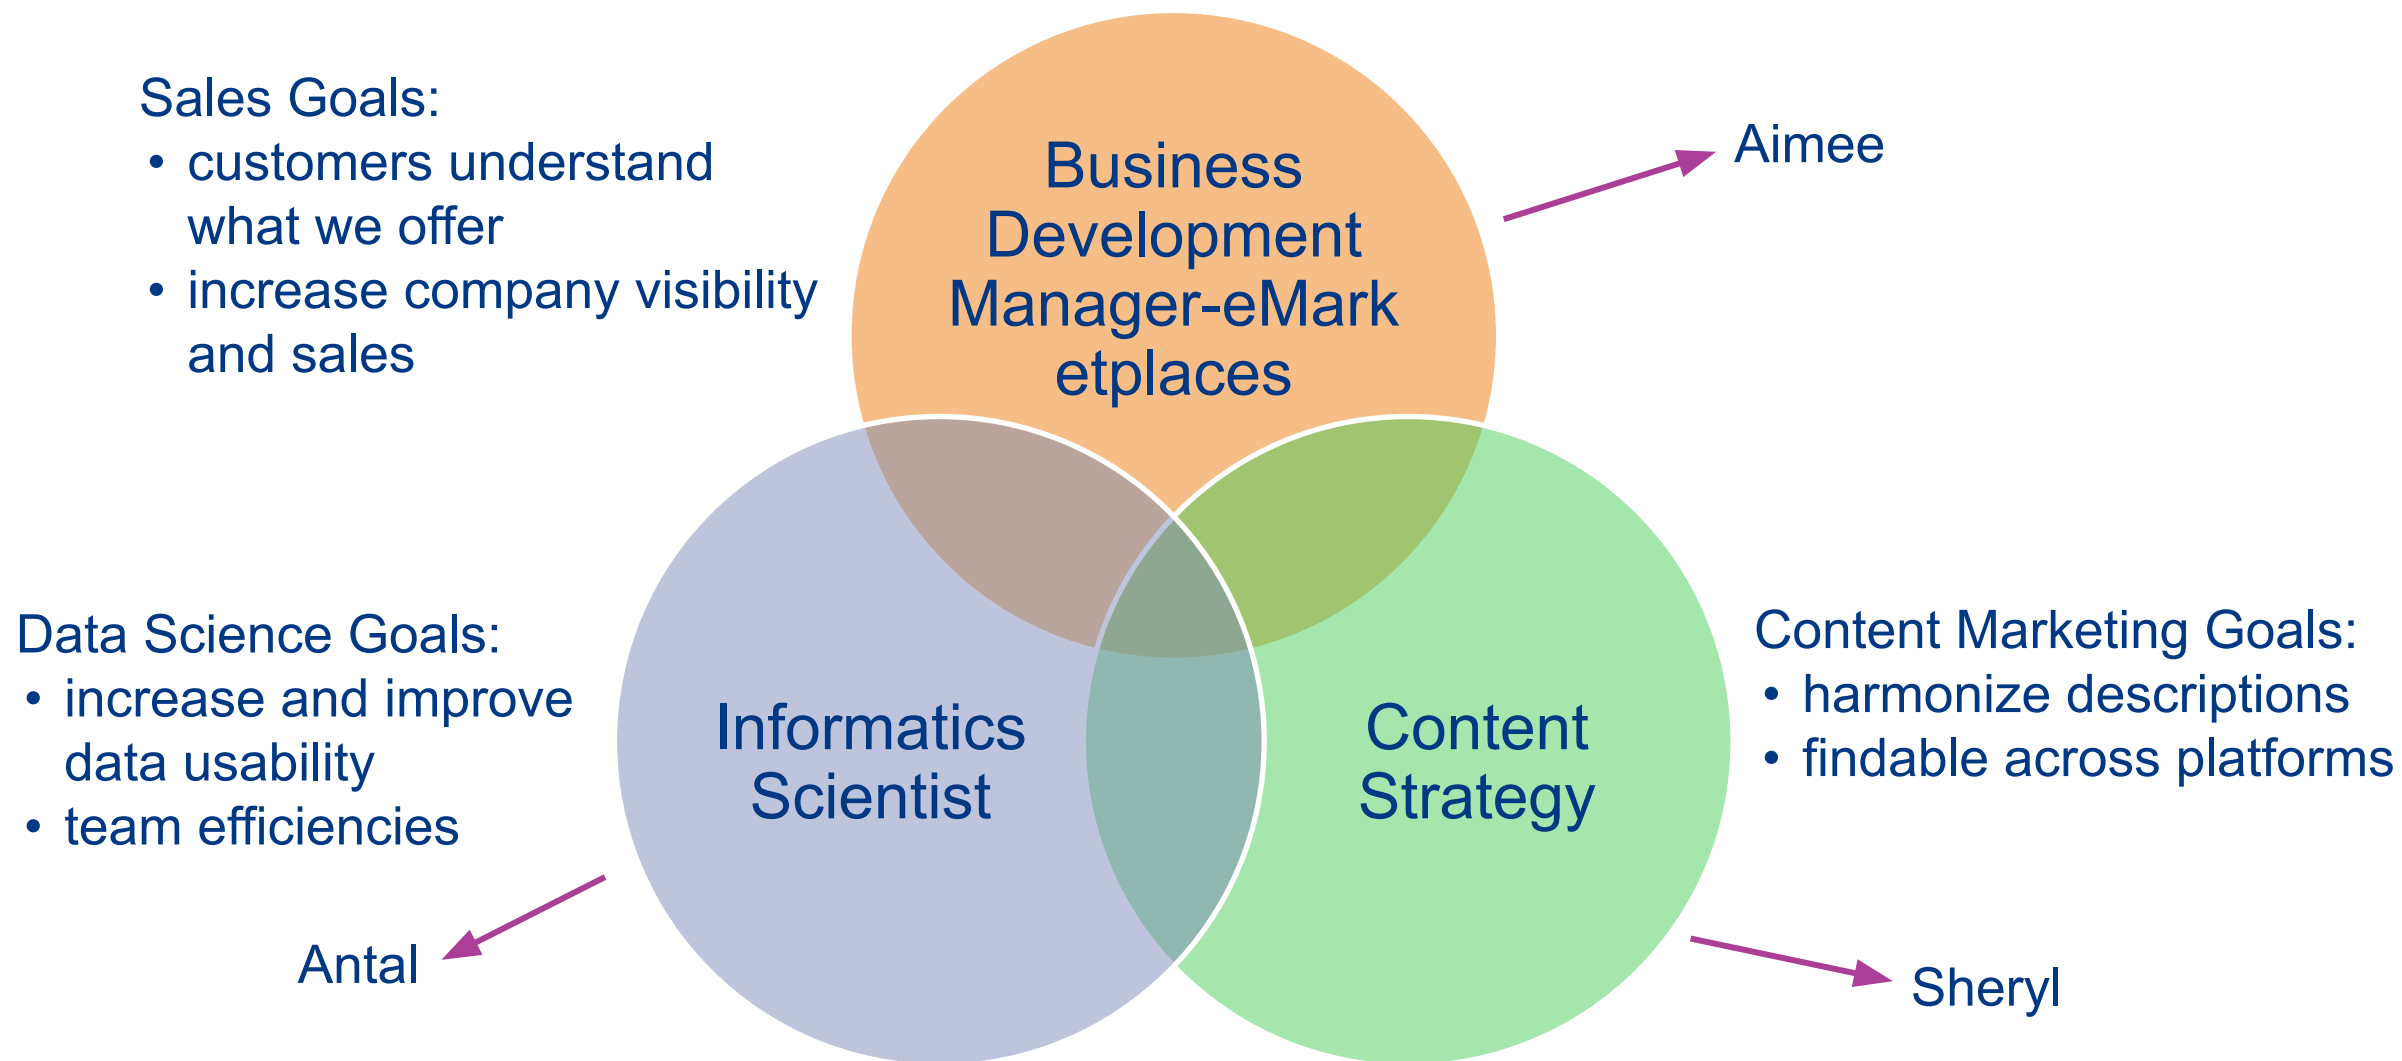 Sales Goals:
• customers understand
what we offer
• increase company visibility
and sales
Business
Development
Manager-eMark
etplaces
Aimee
Data Science Goals:
• increase and improve
data usability
• team efficiencies
Antal
Informatics
Scientist
Content
Strategy
Content Marketing Goals:
• harmonize descriptions
• findable across platforms
Sheryl